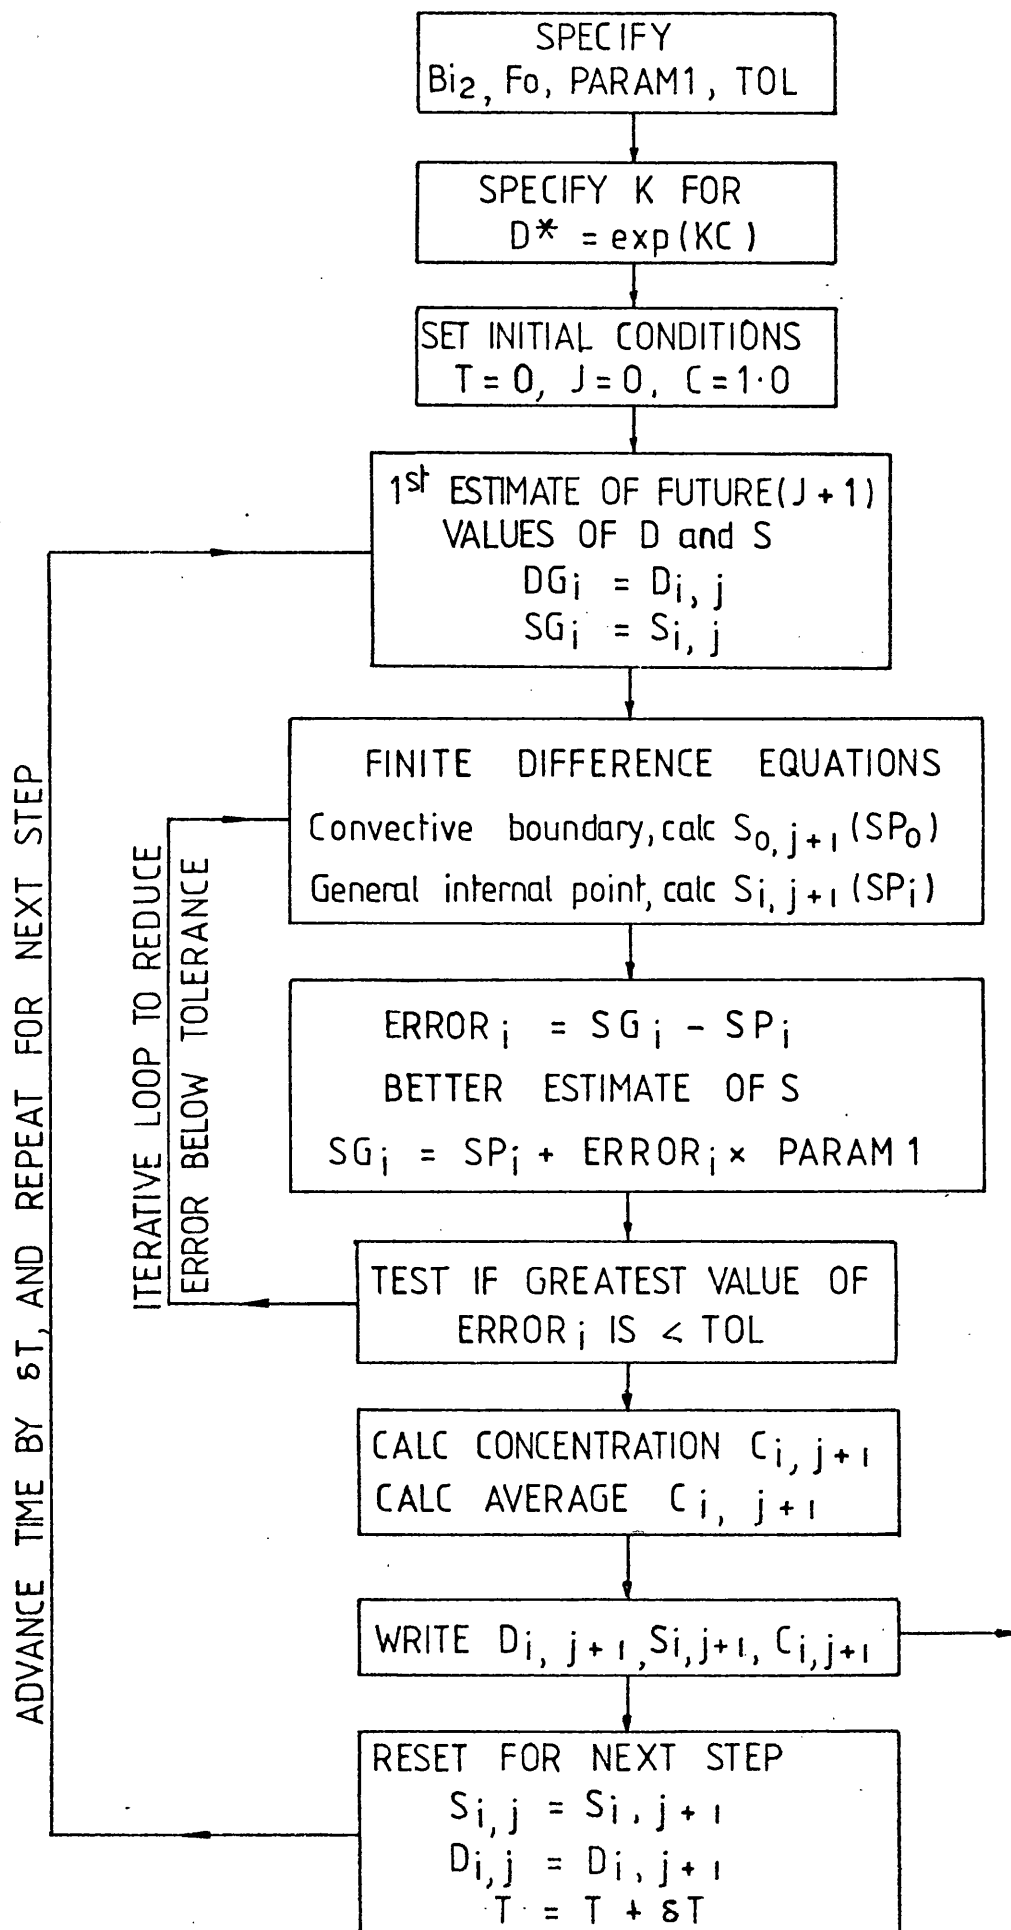 SPECIFY
Bi₂, Fo, PARAM1, TOL
SPECIFY K FOR
D* = exp(KC)
SET INITIAL CONDITIONS
T = 0, J = 0, C = 1·0
1ˢᵗ ESTIMATE OF FUTURE(J + 1)
VALUES OF D and S
DGᵢ = Dᵢ, ⱼ
SGᵢ = Sᵢ, ⱼ
FINITE DIFFERENCE EQUATIONS
Convective boundary, calc S₀, ⱼ₊₁ (SP₀)
General internal point, calc Sᵢ, ⱼ₊₁ (SPᵢ)
ERRORᵢ = SGᵢ - SPᵢ
BETTER ESTIMATE OF S
SGᵢ = SPᵢ + ERRORᵢ × PARAM 1
TEST IF GREATEST VALUE OF
ERRORᵢ IS < TOL
CALC CONCENTRATION Cᵢ, ⱼ₊₁
CALC AVERAGE Cᵢ, ⱼ₊₁
WRITE Dᵢ, ⱼ₊₁, Sᵢ,ⱼ₊₁, Cᵢ,ⱼ₊₁
RESET FOR NEXT STEP
Sᵢ,ⱼ = Sᵢ, ⱼ₊₁
Dᵢ,ⱼ = Dᵢ, ⱼ₊₁
T = T + δT
ITERATIVE LOOP TO REDUCE
ERROR BELOW TOLERANCE
ADVANCE TIME BY δT, AND REPEAT FOR NEXT STEP